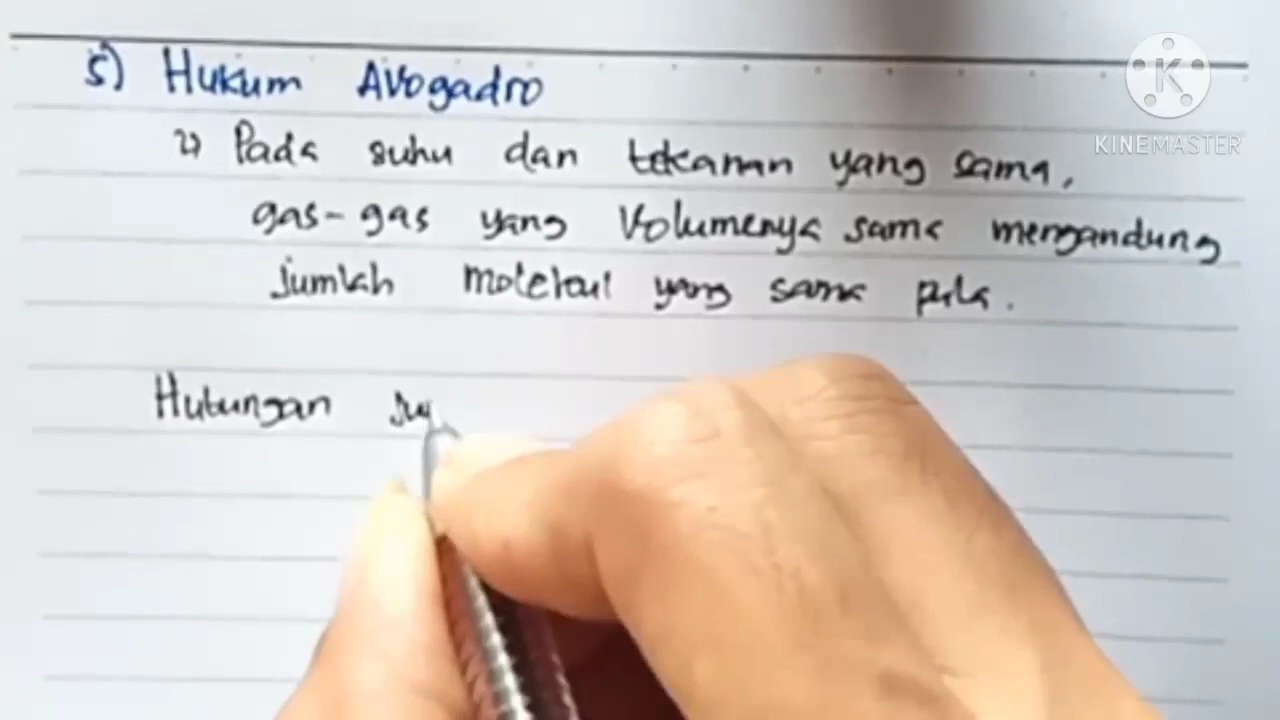 5) Hukum Avogadro
KINEMASTER
Pada suhu dan tekanan yang sama,
gas-gas yang Volumenya sama mengandung
Jumlah molekul yang sama pula.
Hubungan Ju